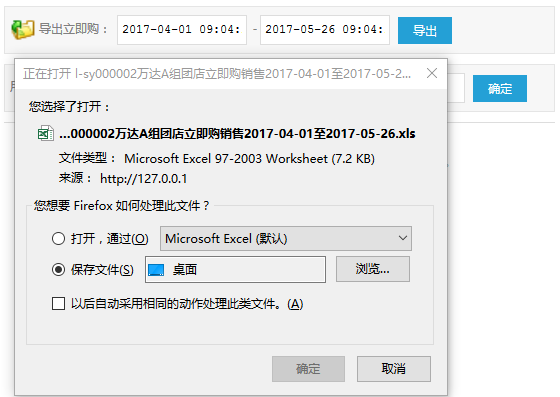 导出立即购： 2017-04-01 09:04: - 2017-05-26 09:04: 导出
正在打开 l-sy000002万达A组团店立即购销售2017-04-01至2017-05-2...
确定
您选择了打开：
...000002万达A组团店立即购销售2017-04-01至2017-05-26.xls
文件类型： Microsoft Excel 97-2003 Worksheet (7.2 KB)
来源： http://127.0.0.1
您想要 Firefox 如何处理此文件？
打开，通过(O) Microsoft Excel (默认)
保存文件(S) 桌面 浏览...
以后自动采用相同的动作处理此类文件。(A)
确定 取消